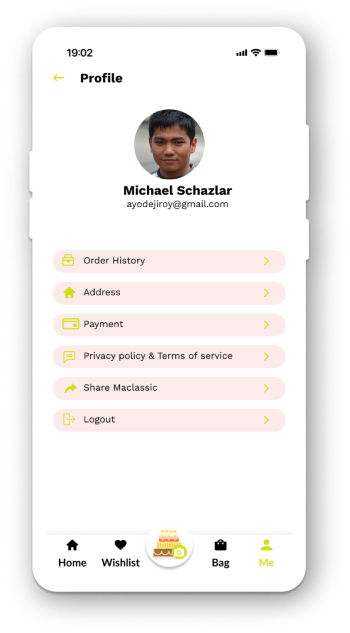 19:02
Profile
Michael Schazlar
ayodejiroy@gmail.com
Order History
Address
Payment
Privacy policy & Terms of service
Share Maclassic
Logout
Home Wishlist Bag Me